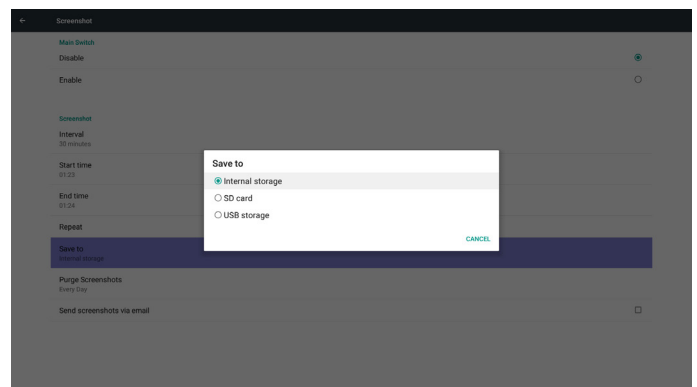 Screenshot
Main Switch
Disable
Enable
Screenshot
Interval
30 minutes
Start time
01:23
End time
01:24
Repeat
Save to
Internal storage
Purge Screenshots
Every Day
Send screenshots via email
Save to
Internal storage
SD card
USB storage
CANCEL